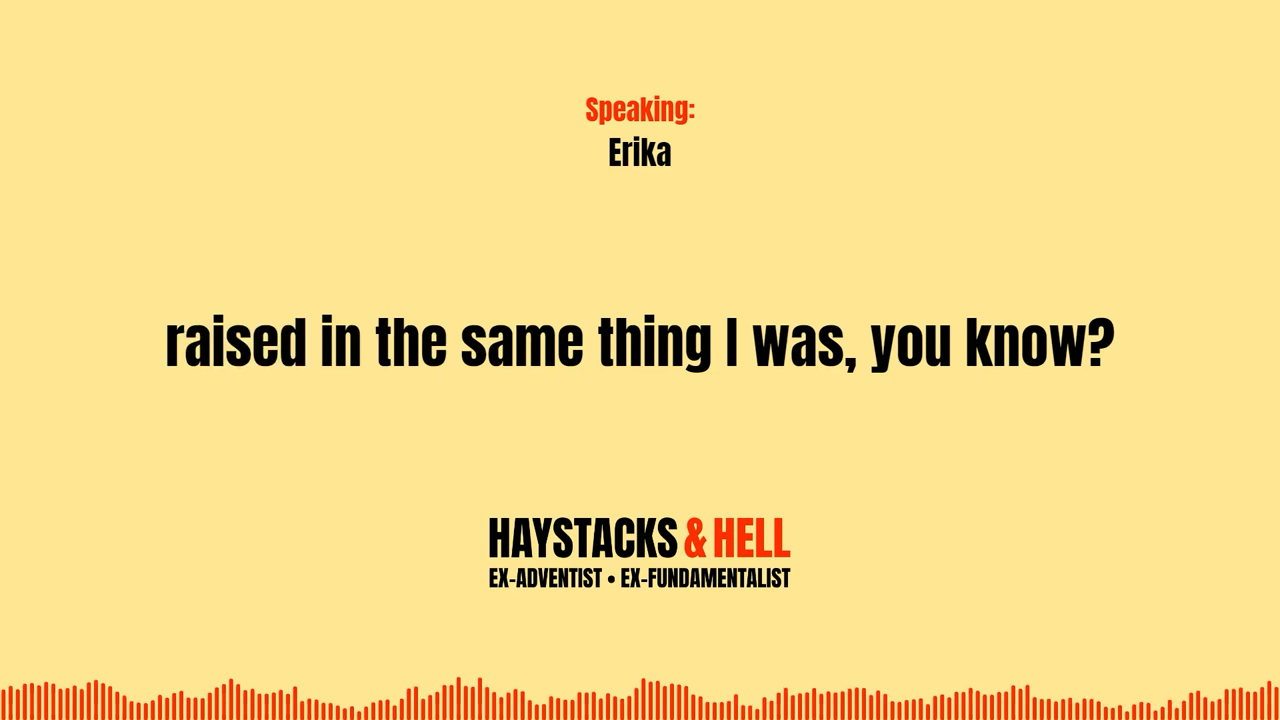 Speaking:
Erika
raised in the same thing I was, you know?
HAYSTACKS & HELL
EX-ADVENTIST • EX-FUNDAMENTALIST